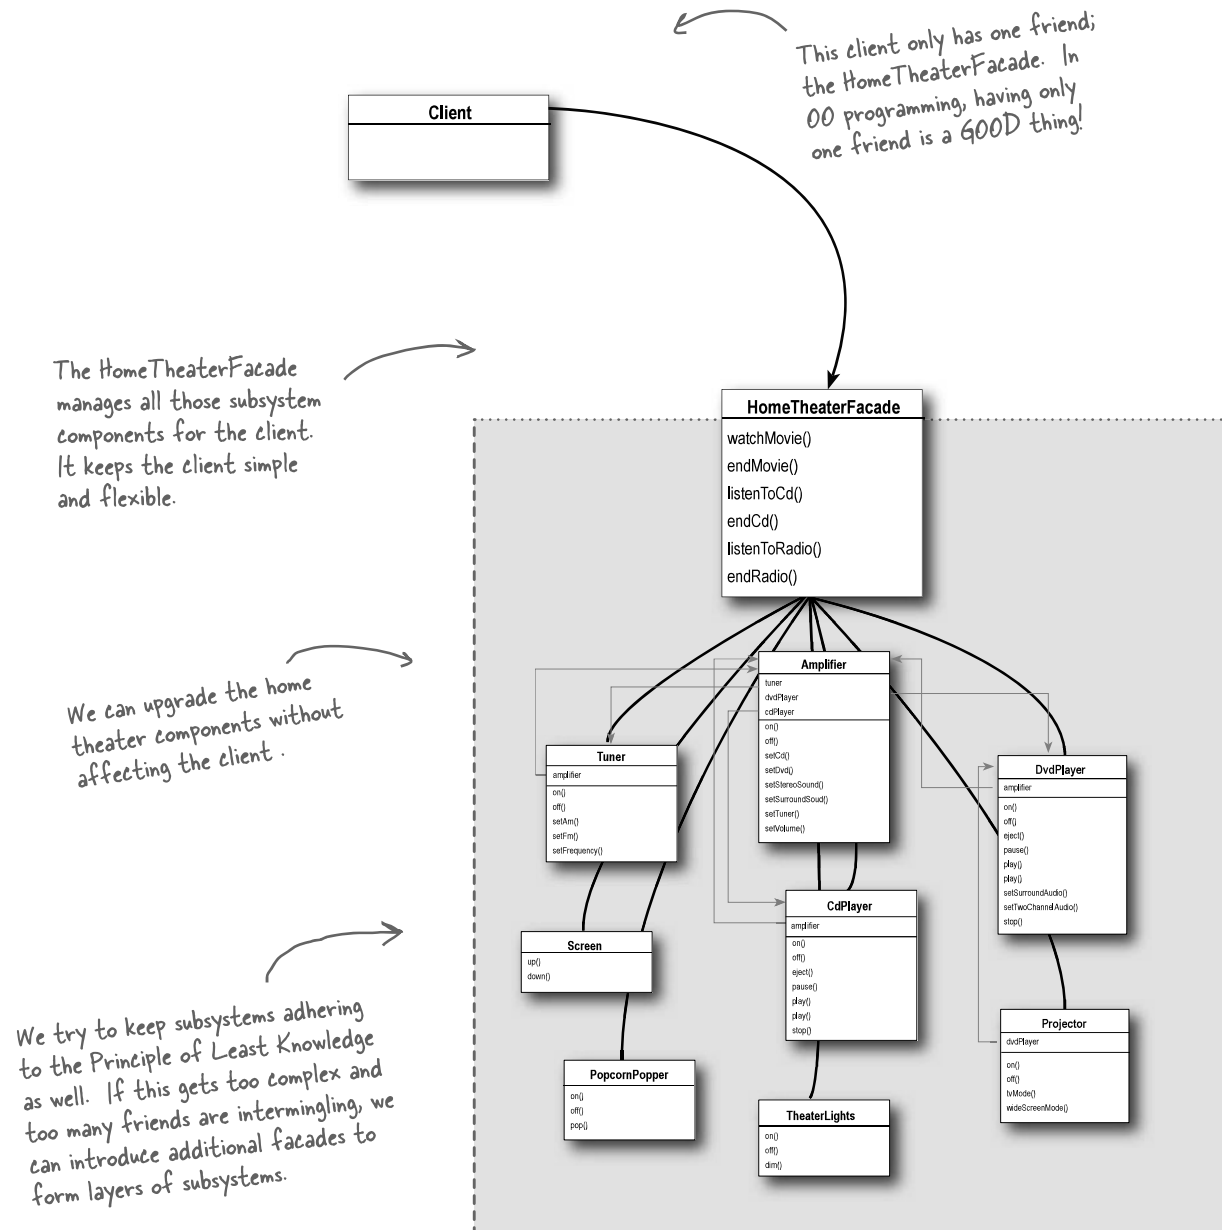 This client only has one friend;
the HomeTheaterFacade. In
OO programming, having only
one friend is a GOOD thing!
Client
The HomeTheaterFacade
manages all those subsystem
components for the client.
It keeps the client simple
and flexible.
HomeTheaterFacade
watchMovie()
endMovie()
listenToCd()
endCd()
listenToRadio()
endRadio()
We can upgrade the home
theater components without
affecting the client .
Amplifier
tuner
dvdPlayer
cdPlayer
on()
off()
setCd()
setDvd()
setStereoSound()
setSurroundSoud()
setTuner()
setVolume()
Tuner
amplifier
on()
off()
setAm()
setFm()
setFrequency()
DvdPlayer
amplifier
on()
off()
eject()
pause()
play()
play()
setSurroundAudio()
setTwoChannelAudio()
stop()
CdPlayer
amplifier
on()
off()
eject()
pause()
play()
play()
stop()
Screen
up()
down()
We try to keep subsystems adhering
to the Principle of Least Knowledge
as well. If this gets too complex and
too many friends are intermingling, we
can introduce additional facades to
form layers of subsystems.
Projector
dvdPlayer
on()
off()
tvMode()
wideScreenMode()
PopcornPopper
on()
off()
pop()
TheaterLights
on()
off()
dim()